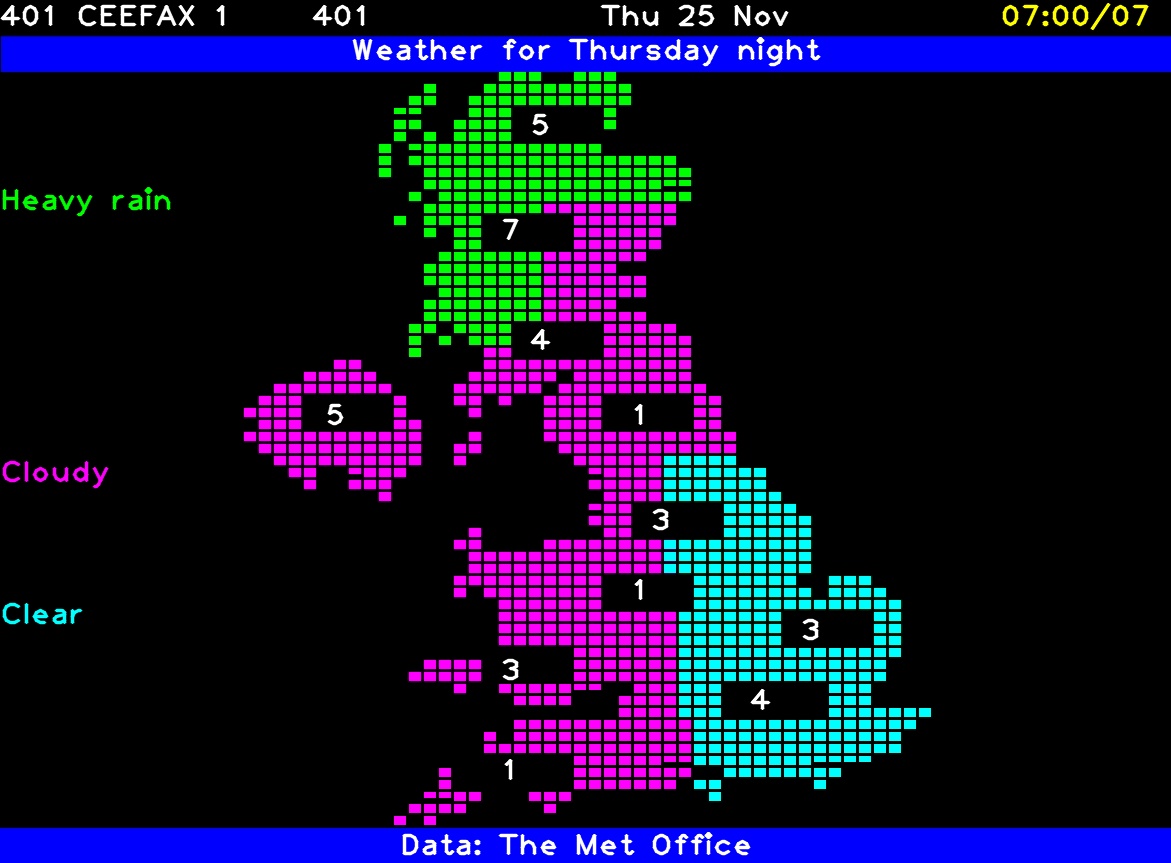 401 CEEFAX 1 401 Thu 25 Nov 07:00/07
Weather for Thursday night
5
Heavy rain
7
4
5 1
Cloudy
3
1
Clear
3
3
4
1
Data: The Met Office